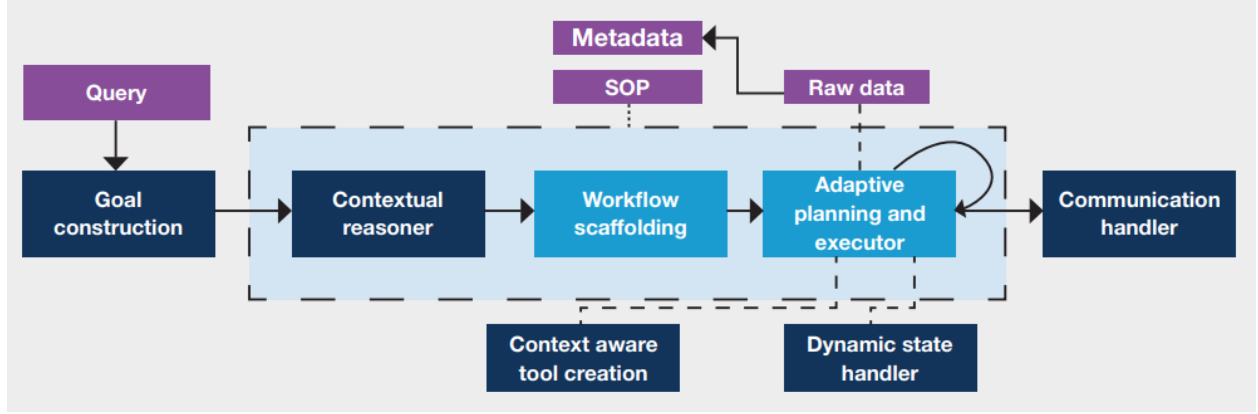 Metadata
Query
SOP
Raw data
Goal
construction
Contextual
reasoner
Workflow
scaffolding
Adaptive
planning and
executor
Communication
handler
Context aware
tool creation
Dynamic state
handler